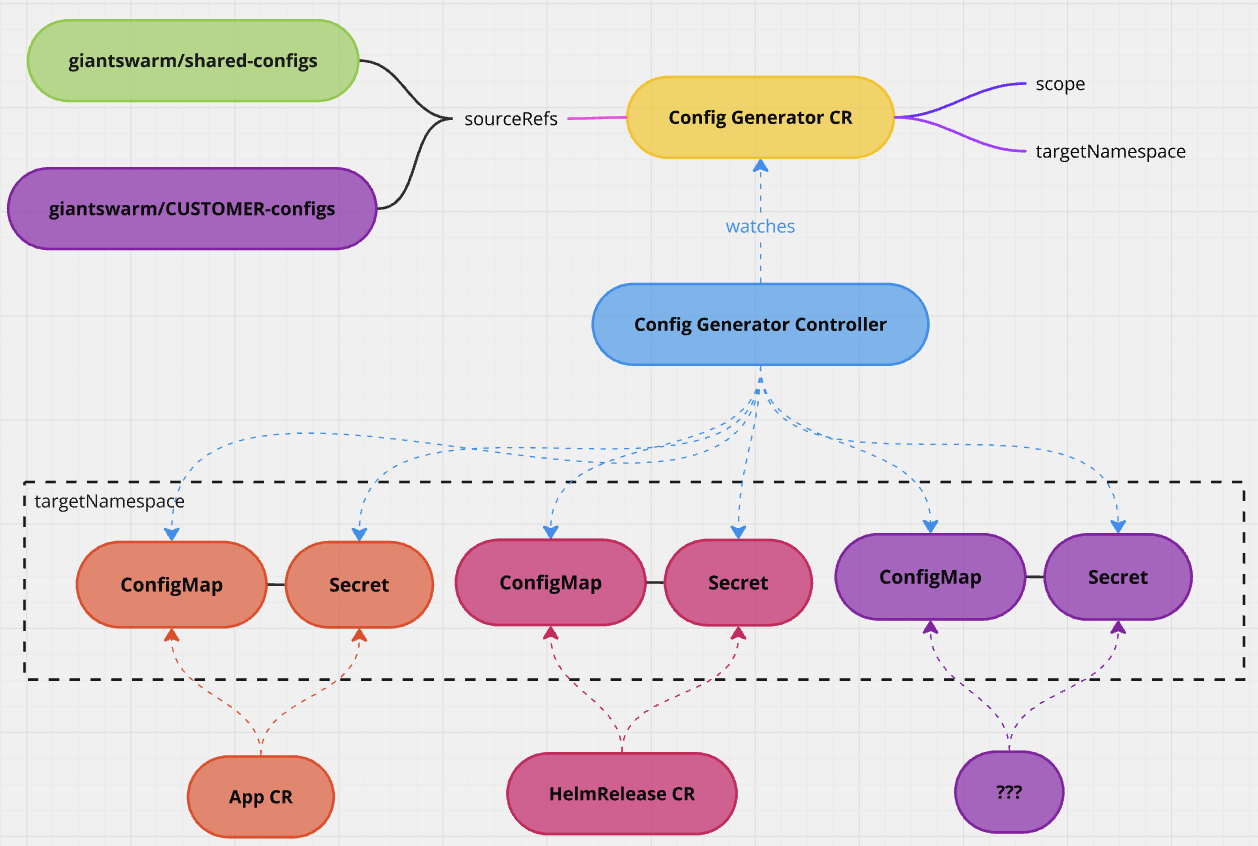 giantswarm/shared-configs
scope
Config Generator CR
sourceRefs
targetNamespace
giantswarm/CUSTOMER-configs
watches
Config Generator Controller
targetNamespace
ConfigMap
Secret
ConfigMap
Secret
ConfigMap
Secret
App CR
HelmRelease CR
???